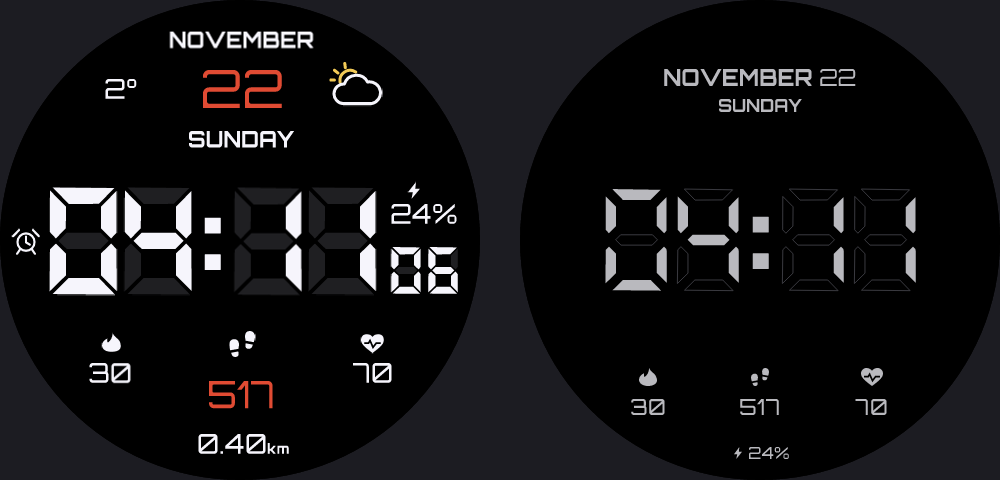 NOVEMBER
2° 22
SUNDAY
24%
04:11 06
30 517 70
0.40km
NOVEMBER 22
SUNDAY
04:11
30 517 70
24%